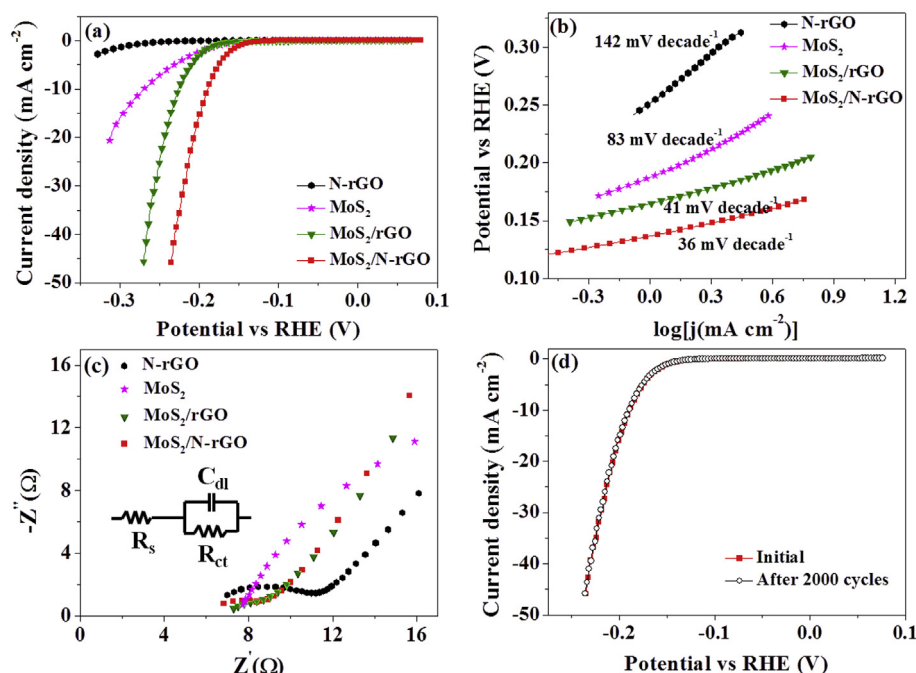 (a)
0
-10
-20
-30
-40
-50
-0.3
-0.2
-0.1
0.0
0.1
Current density (mA cm⁻²)
Potential vs RHE (V)
N-rGO
MoS₂
MoS₂/rGO
MoS₂/N-rGO
(b)
0.30
0.25
0.20
0.15
0.10
-0.3
0.0
0.3
0.6
0.9
1.2
Potential vs RHE (V)
log[j(mA cm⁻²)]
142 mV decade⁻¹
83 mV decade⁻¹
41 mV decade⁻¹
36 mV decade⁻¹
N-rGO
MoS₂
MoS₂/rGO
MoS₂/N-rGO
(c)
16
12
8
4
0
0
4
8
12
16
-Z''(Ω)
Z'(Ω)
N-rGO
MoS₂
MoS₂/rGO
MoS₂/N-rGO
Cdl
Rs
Rct
(d)
0
-10
-20
-30
-40
-50
-0.2
-0.1
0.0
0.1
Current density (mA cm⁻²)
Potential vs RHE (V)
Initial
After 2000 cycles